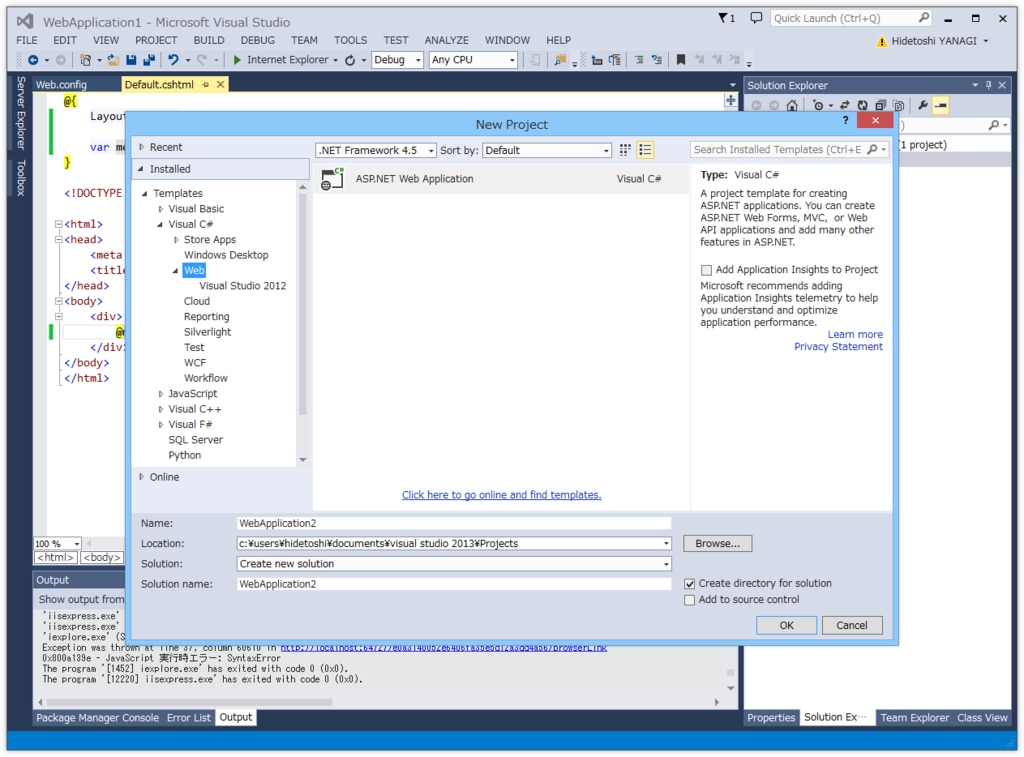 WebApplication1 - Microsoft Visual Studio
1
Quick Launch (Ctrl+Q)
FILE EDIT VIEW PROJECT BUILD DEBUG TEAM TOOLS TEST ANALYZE WINDOW HELP
Hidetoshi YANAGI
Internet Explorer
Debug
Any CPU
Server Explorer
Toolbox
Web.config
Default.cshtml
@{
Layout
var
}
<!DOCTYPE
<html>
<head>
<meta
<title
</head>
<body>
<div>
</div
</body>
</html>
100 %
<html> <body>
Solution Explorer
(1 project)
New Project
?
Recent
Installed
Templates
Visual Basic
Visual C#
Store Apps
Windows Desktop
Web
Visual Studio 2012
Cloud
Reporting
Silverlight
Test
WCF
Workflow
JavaScript
Visual C++
Visual F#
SQL Server
Python
Online
.NET Framework 4.5
Sort by: Default
Search Installed Templates (Ctrl+E
ASP.NET Web Application Visual C#
Click here to go online and find templates.
Type: Visual C#
A project template for creating
ASP.NET applications. You can create
ASP.NET Web Forms, MVC, or Web
API applications and add many other
features in ASP.NET.
Add Application Insights to Project
Microsoft recommends adding
Application Insights telemetry to help
you understand and optimize
application performance.
Learn more
Privacy Statement
Name: WebApplication2
Location: c:¥users¥hidetoshi¥documents¥visual studio 2013¥Projects
Browse...
Solution: Create new solution
Solution name: WebApplication2
Create directory for solution
Add to source control
OK
Cancel
Output
Show output from
'iisexpress.exe'
'iisexpress.exe'
'iexplore.exe' (S
Exception was thrown at line 37, column 60610 in
0x800a139e - JavaScript 実行時エラー: SyntaxError
The program '[1452] iexplore.exe' has exited with code 0 (0x0).
The program '[12220] iisexpress.exe' has exited with code 0 (0x0).
Package Manager Console Error List Output
Properties Solution Ex... Team Explorer Class View